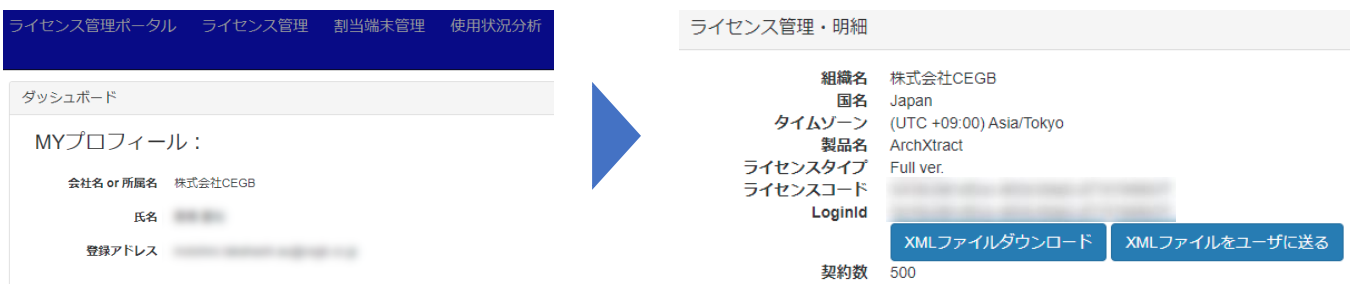 ライセンス管理ポータル ライセンス管理 割当端末管理 使用状況分析
ダッシュボード
MYプロフィール：
会社名 or 所属名 株式会社CEGB
氏名
登録アドレス
ライセンス管理・明細
組織名 株式会社CEGB
国名 Japan
タイムゾーン (UTC +09:00) Asia/Tokyo
製品名 ArchXtract
ライセンスタイプ Full ver.
ライセンスコード
LoginId
XMLファイルダウンロード XMLファイルをユーザに送る
契約数 500